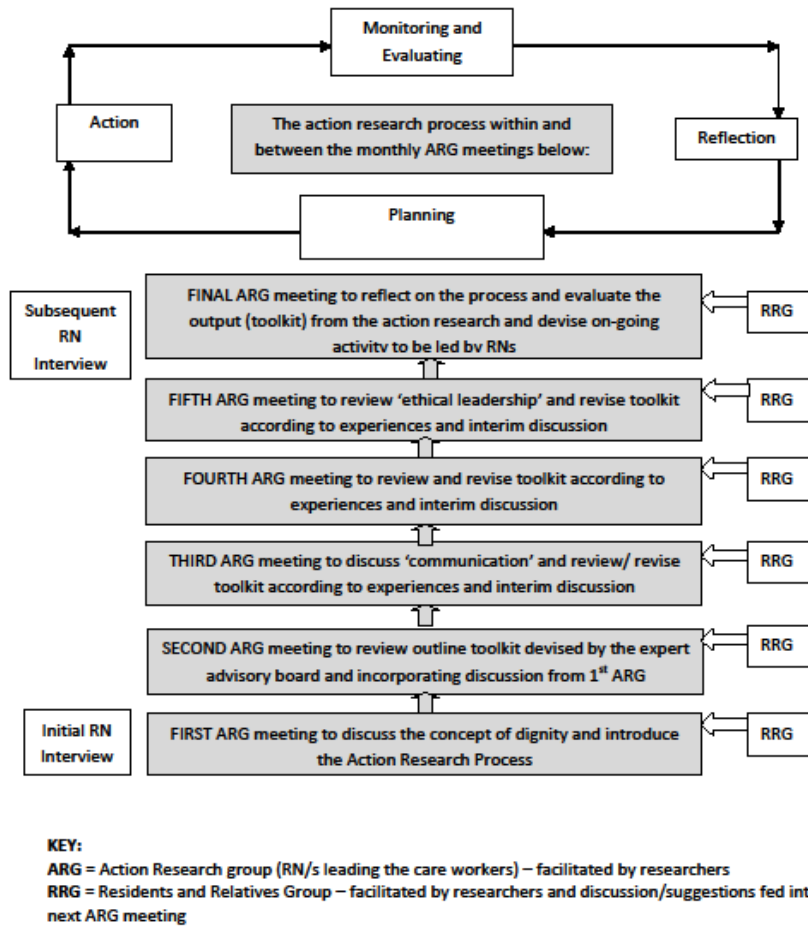 Monitoring and
Evaluating
Action
The action research process within and
between the monthly ARG meetings below:
Reflection
Planning
Subsequent
RN
Interview
FINAL ARG meeting to reflect on the process and evaluate the
output (toolkit) from the action research and devise on-going
activity to be led by RNs
RRG
FIFTH ARG meeting to review ‘ethical leadership’ and revise toolkit
according to experiences and interim discussion
RRG
FOURTH ARG meeting to review and revise toolkit according to
experiences and interim discussion
RRG
THIRD ARG meeting to discuss ‘communication’ and review/ revise
toolkit according to experiences and interim discussion
RRG
SECOND ARG meeting to review outline toolkit devised by the expert
advisory board and incorporating discussion from 1st ARG
RRG
Initial RN
Interview
FIRST ARG meeting to discuss the concept of dignity and introduce
the Action Research Process
RRG
KEY:
ARG = Action Research group (RN/s leading the care workers) – facilitated by researchers
RRG = Residents and Relatives Group – facilitated by researchers and discussion/suggestions fed int
next ARG meeting